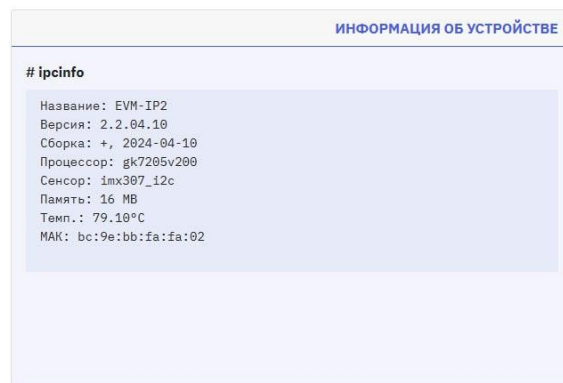 ИНФОРМАЦИЯ ОБ УСТРОЙСТВЕ
# ipcinfo
Название: EVM-IP2
Версия: 2.2.04.10
Сборка: +, 2024-04-10
Процессор: gk7205v200
Сенсор: imx307_i2c
Память: 16 MB
Темп.: 79.10°C
МАК: bc:9e:bb:fa:fa:02